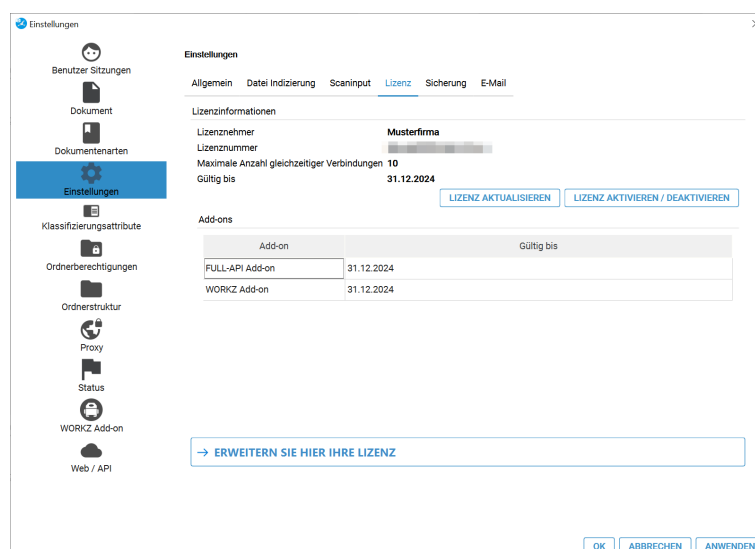 Einstellungen
Benutzer Sitzungen
Dokument
Dokumentenarten
Einstellungen
Klassifizierungsattribute
Ordnerberechtigungen
Ordnerstruktur
Proxy
Status
WORKZ Add-on
Web / API
Einstellungen
Allgemein Datei Indizierung Scaninput Lizenz Sicherung E-Mail
Lizenzinformationen
Lizenznehmer Musterfirma
Lizenznummer
Maximale Anzahl gleichzeitiger Verbindungen 10
Gültig bis 31.12.2024
LIZENZ AKTUALISIEREN LIZENZ AKTIVIEREN / DEAKTIVIEREN
Add-ons
Add-on Gültig bis
FULL-API Add-on 31.12.2024
WORKZ Add-on 31.12.2024
→ ERWEITERN SIE HIER IHRE LIZENZ
OK ABBRECHEN ANWENDEN